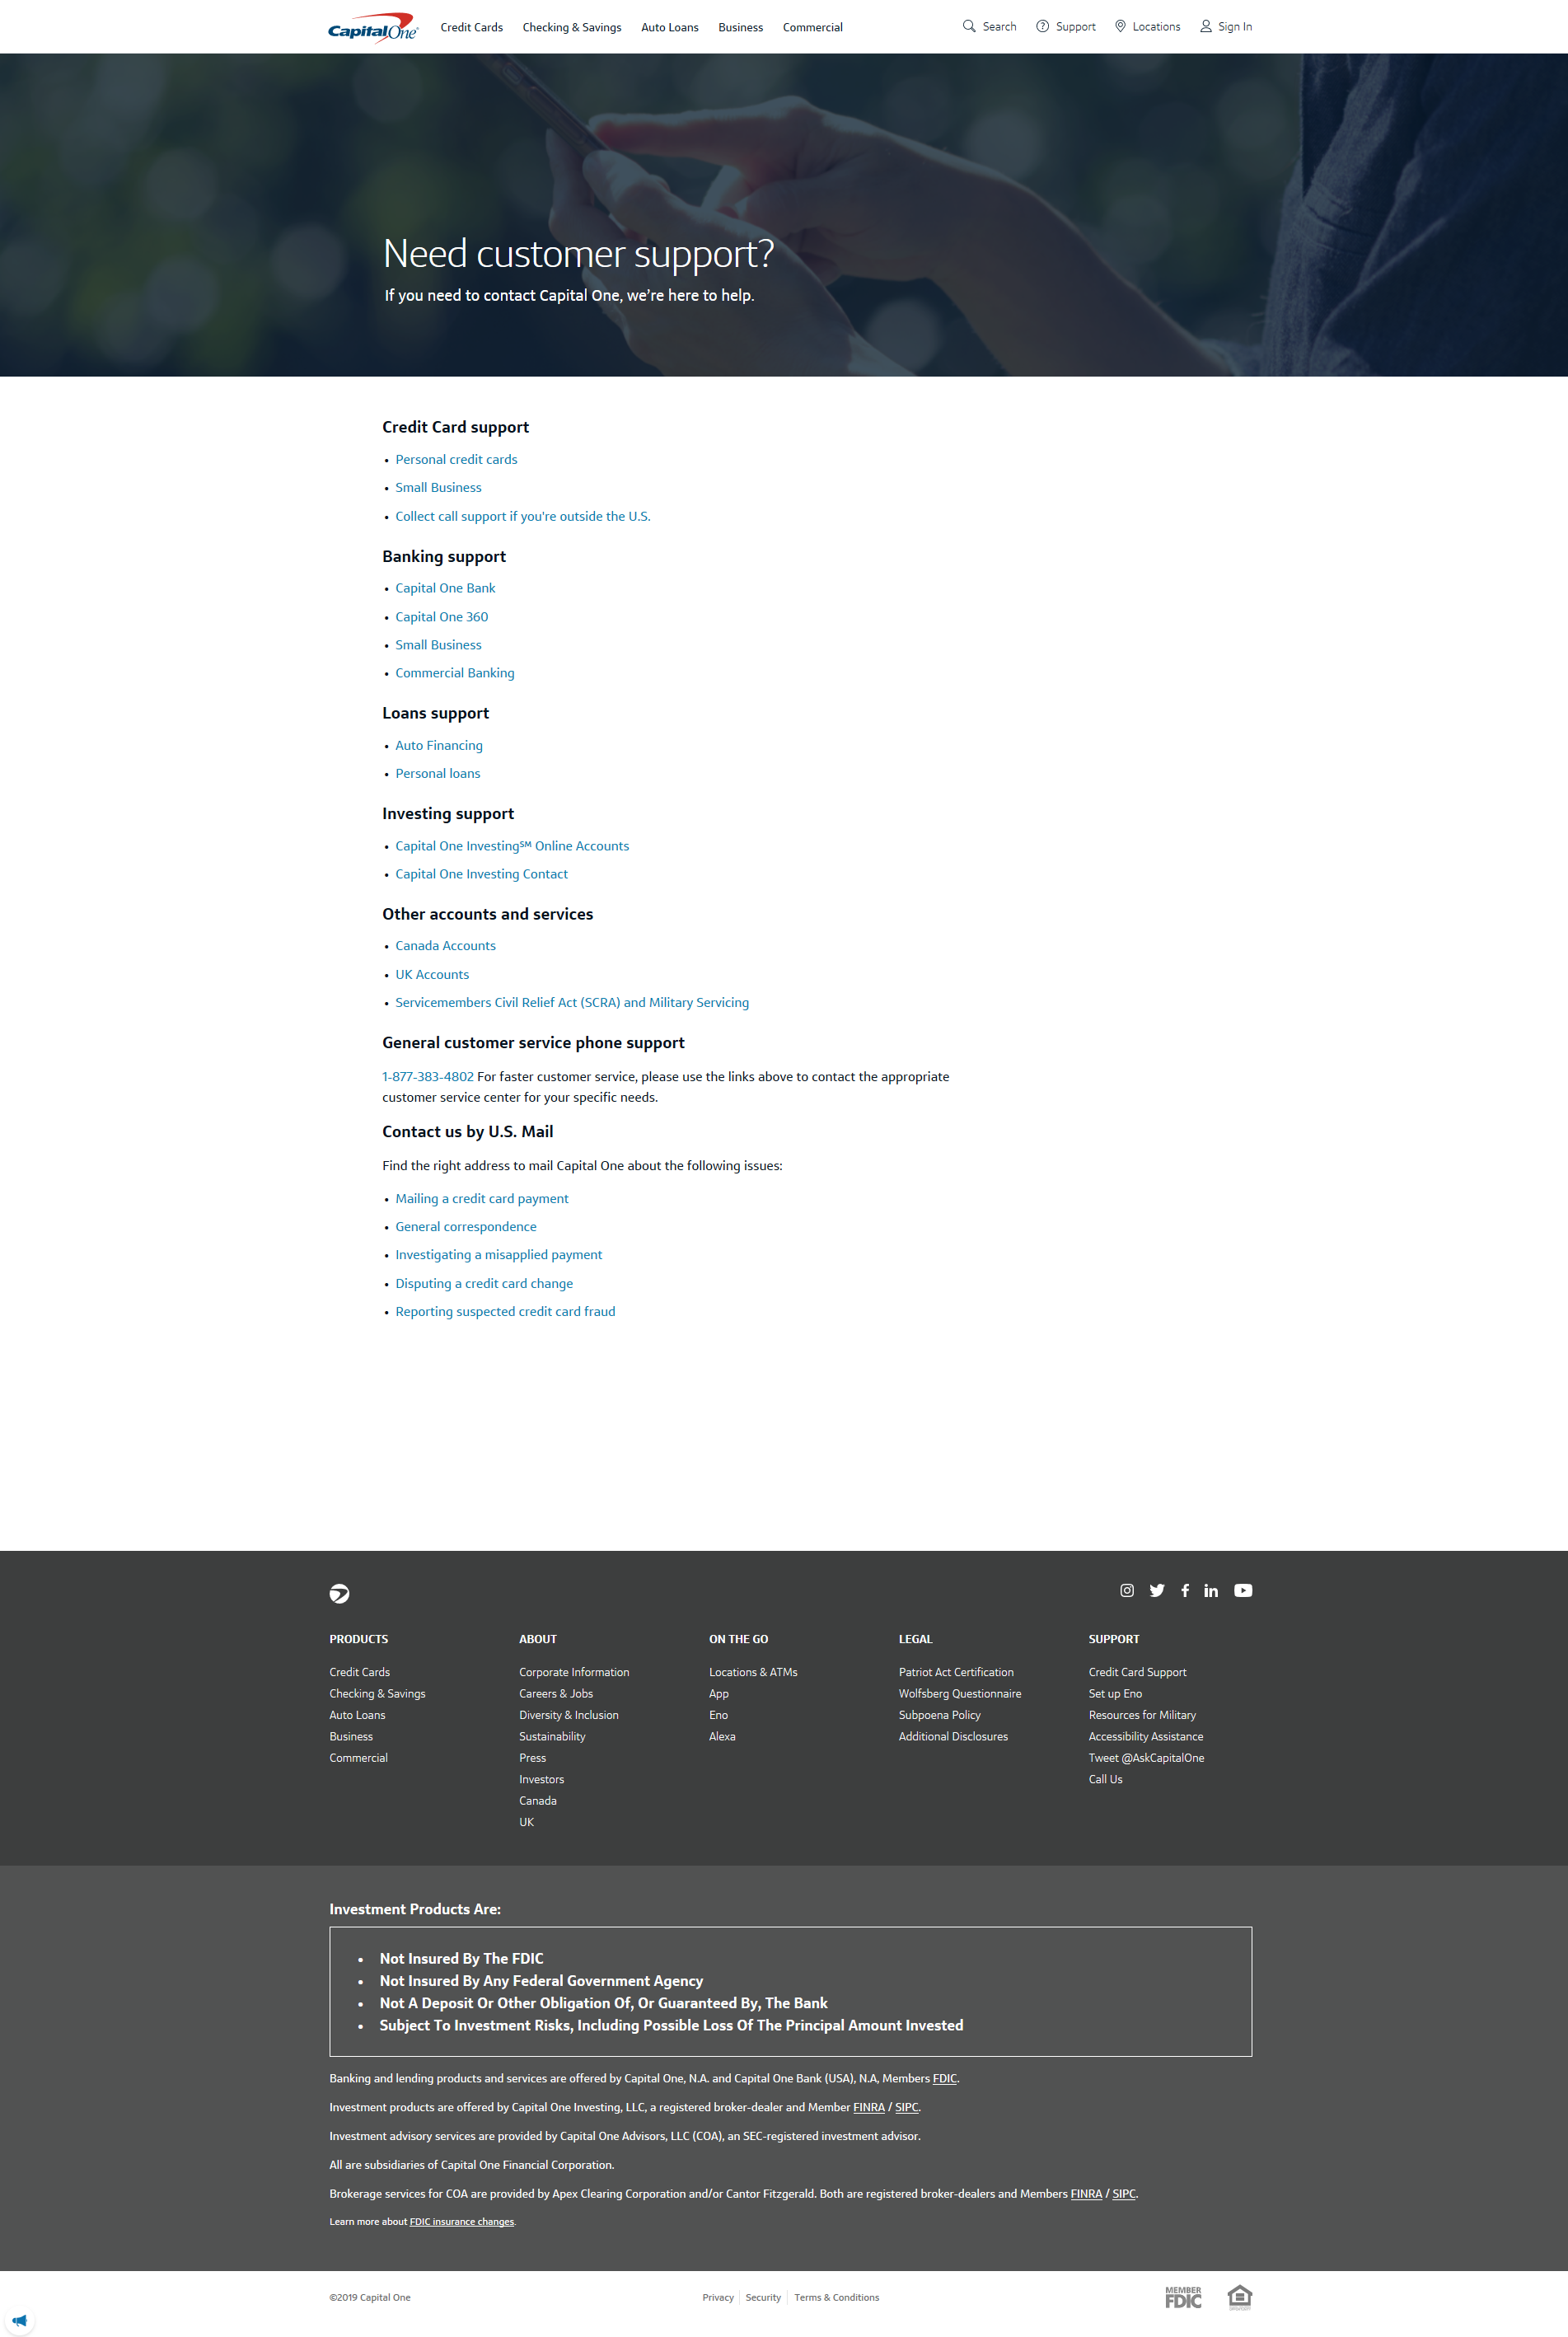 Capital One
Credit Cards
Checking & Savings
Auto Loans
Business
Commercial
Search
Support
Locations
Sign In
Need customer support?
If you need to contact Capital One, we're here to help.
Credit Card support
• Personal credit cards
• Small Business
• Collect call support if you're outside the U.S.
Banking support
• Capital One Bank
• Capital One 360
• Small Business
• Commercial Banking
Loans support
• Auto Financing
• Personal loans
Investing support
• Capital One Investing℠ Online Accounts
• Capital One Investing Contact
Other accounts and services
• Canada Accounts
• UK Accounts
• Servicemembers Civil Relief Act (SCRA) and Military Servicing
General customer service phone support
1-877-383-4802 For faster customer service, please use the links above to contact the appropriate
customer service center for your specific needs.
Contact us by U.S. Mail
Find the right address to mail Capital One about the following issues:
• Mailing a credit card payment
• General correspondence
• Investigating a misapplied payment
• Disputing a credit card change
• Reporting suspected credit card fraud
PRODUCTS
Credit Cards
Checking & Savings
Auto Loans
Business
Commercial
ABOUT
Corporate Information
Careers & Jobs
Diversity & Inclusion
Sustainability
Press
Investors
Canada
UK
ON THE GO
Locations & ATMs
App
Eno
Alexa
LEGAL
Patriot Act Certification
Wolfsberg Questionnaire
Subpoena Policy
Additional Disclosures
SUPPORT
Credit Card Support
Set up Eno
Resources for Military
Accessibility Assistance
Tweet @AskCapitalOne
Call Us
Investment Products Are:
• Not Insured By The FDIC
• Not Insured By Any Federal Government Agency
• Not A Deposit Or Other Obligation Of, Or Guaranteed By, The Bank
• Subject To Investment Risks, Including Possible Loss Of The Principal Amount Invested
Banking and lending products and services are offered by Capital One, N.A. and Capital One Bank (USA), N.A, Members FDIC.
Investment products are offered by Capital One Investing, LLC, a registered broker-dealer and Member FINRA / SIPC.
Investment advisory services are provided by Capital One Advisors, LLC (COA), an SEC-registered investment advisor.
All are subsidiaries of Capital One Financial Corporation.
Brokerage services for COA are provided by Apex Clearing Corporation and/or Cantor Fitzgerald. Both are registered broker-dealers and Members FINRA / SIPC.
Learn more about FDIC insurance changes.
©2019 Capital One
Privacy
Security
Terms & Conditions
MEMBER
FDIC